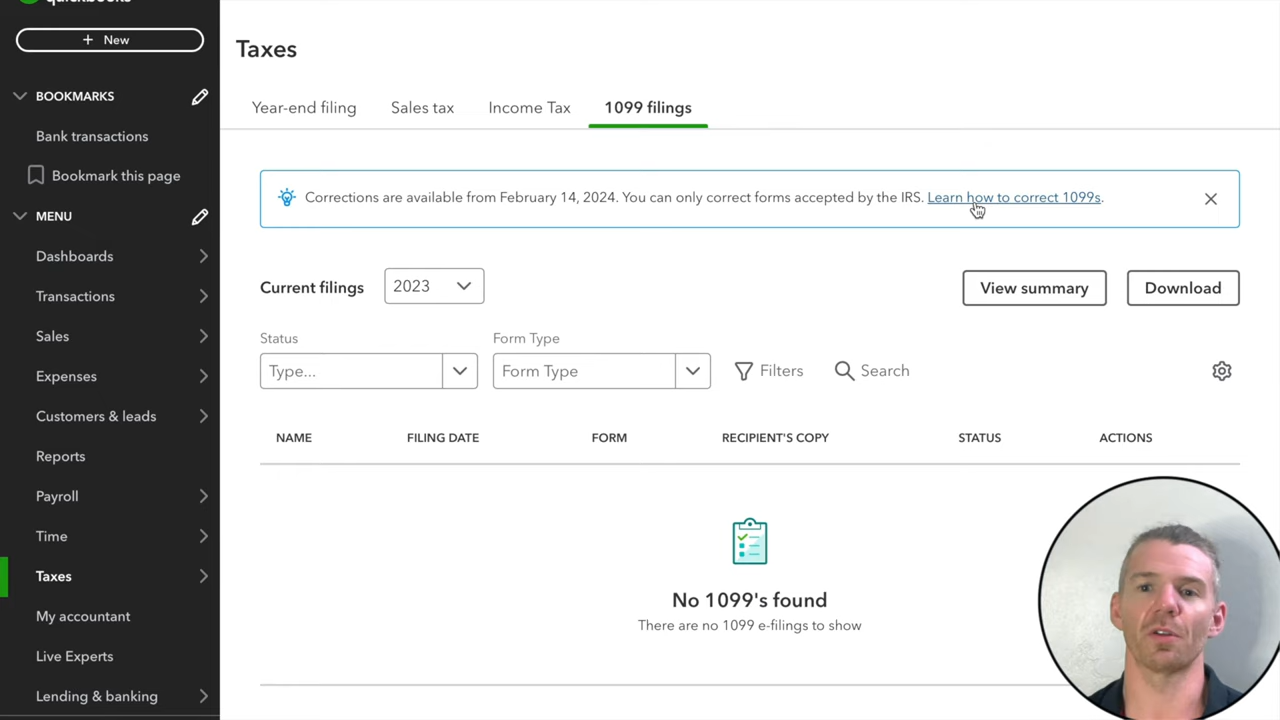 quickbooks
+ New
BOOKMARKS
Bank transactions
Bookmark this page
MENU
Dashboards
Transactions
Sales
Expenses
Customers & leads
Reports
Payroll
Time
Taxes
My accountant
Live Experts
Lending & banking
Taxes
Year-end filing Sales tax Income Tax 1099 filings
Corrections are available from February 14, 2024. You can only correct forms accepted by the IRS. Learn how to correct 1099s.
Current filings 2023 View summary Download
Status Form Type
Type... Form Type Filters Search
NAME FILING DATE FORM RECIPIENT'S COPY STATUS ACTIONS
No 1099's found
There are no 1099 e-filings to show